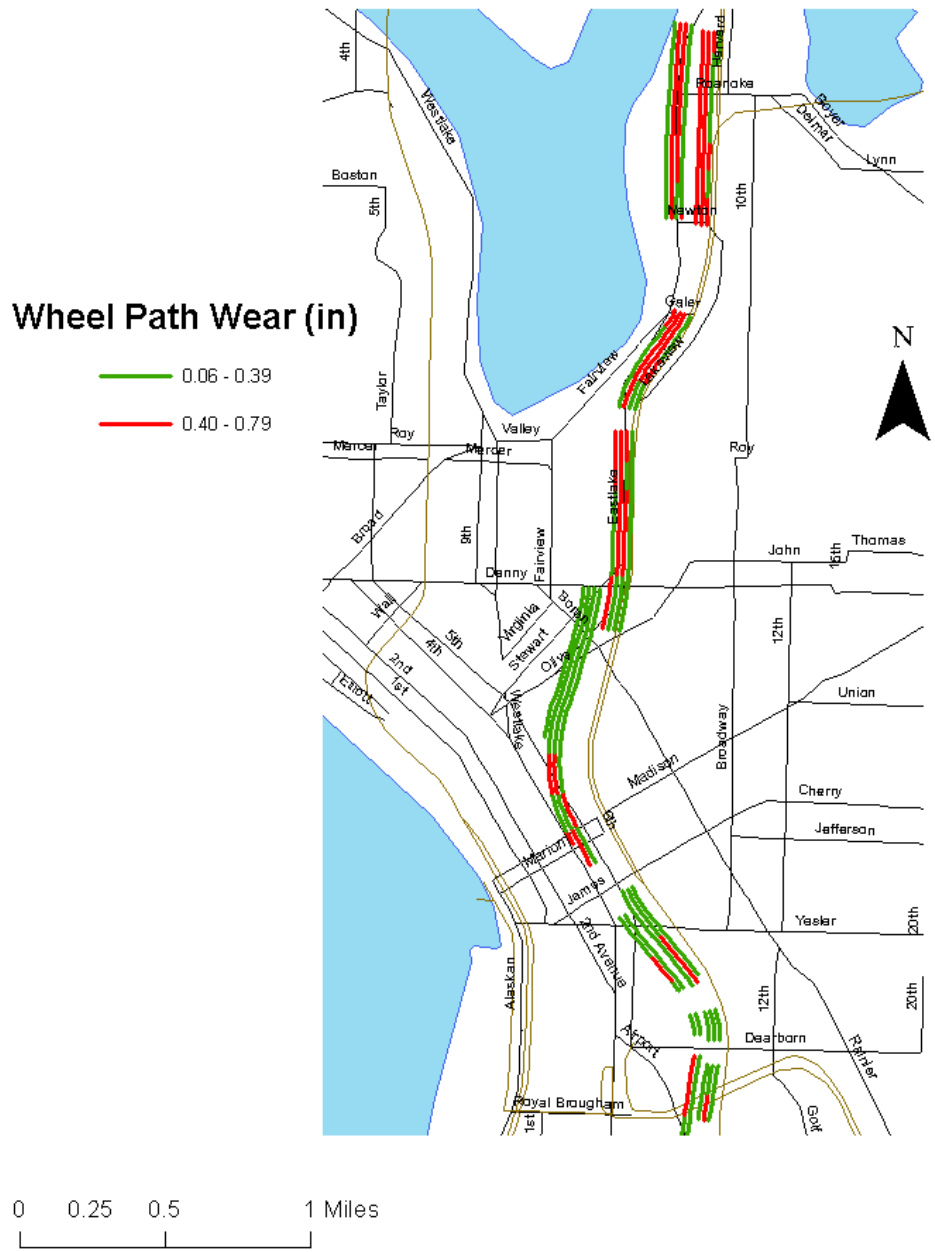 Harvard
4th
Roanoke
Westlake
Boyer
Delmar
Lynn
Boston
5th
10th
Newton
Wheel Path Wear (in)
Galer
0.06 - 0.39
0.40 - 0.79
N
Fairview
Lakeview
Taylor
Valley
Roy
Mercer
Mercer
Roy
Eastlake
Broad
9th
Fairview
John
15th
Thomas
Denny
Wall
Virginia
Boren
Stewart
Olive
12th
5th
4th
2nd
1st
Elliott
Westlake
Union
Broadway
Madison
Cherry
8th
Jefferson
Marion
James
Yesler
20th
2nd Avenue
Alaskan
12th
20th
Airport
Dearborn
Rainier
Royal Brougham
1st
Golf
0 0.25 0.5 1 Miles